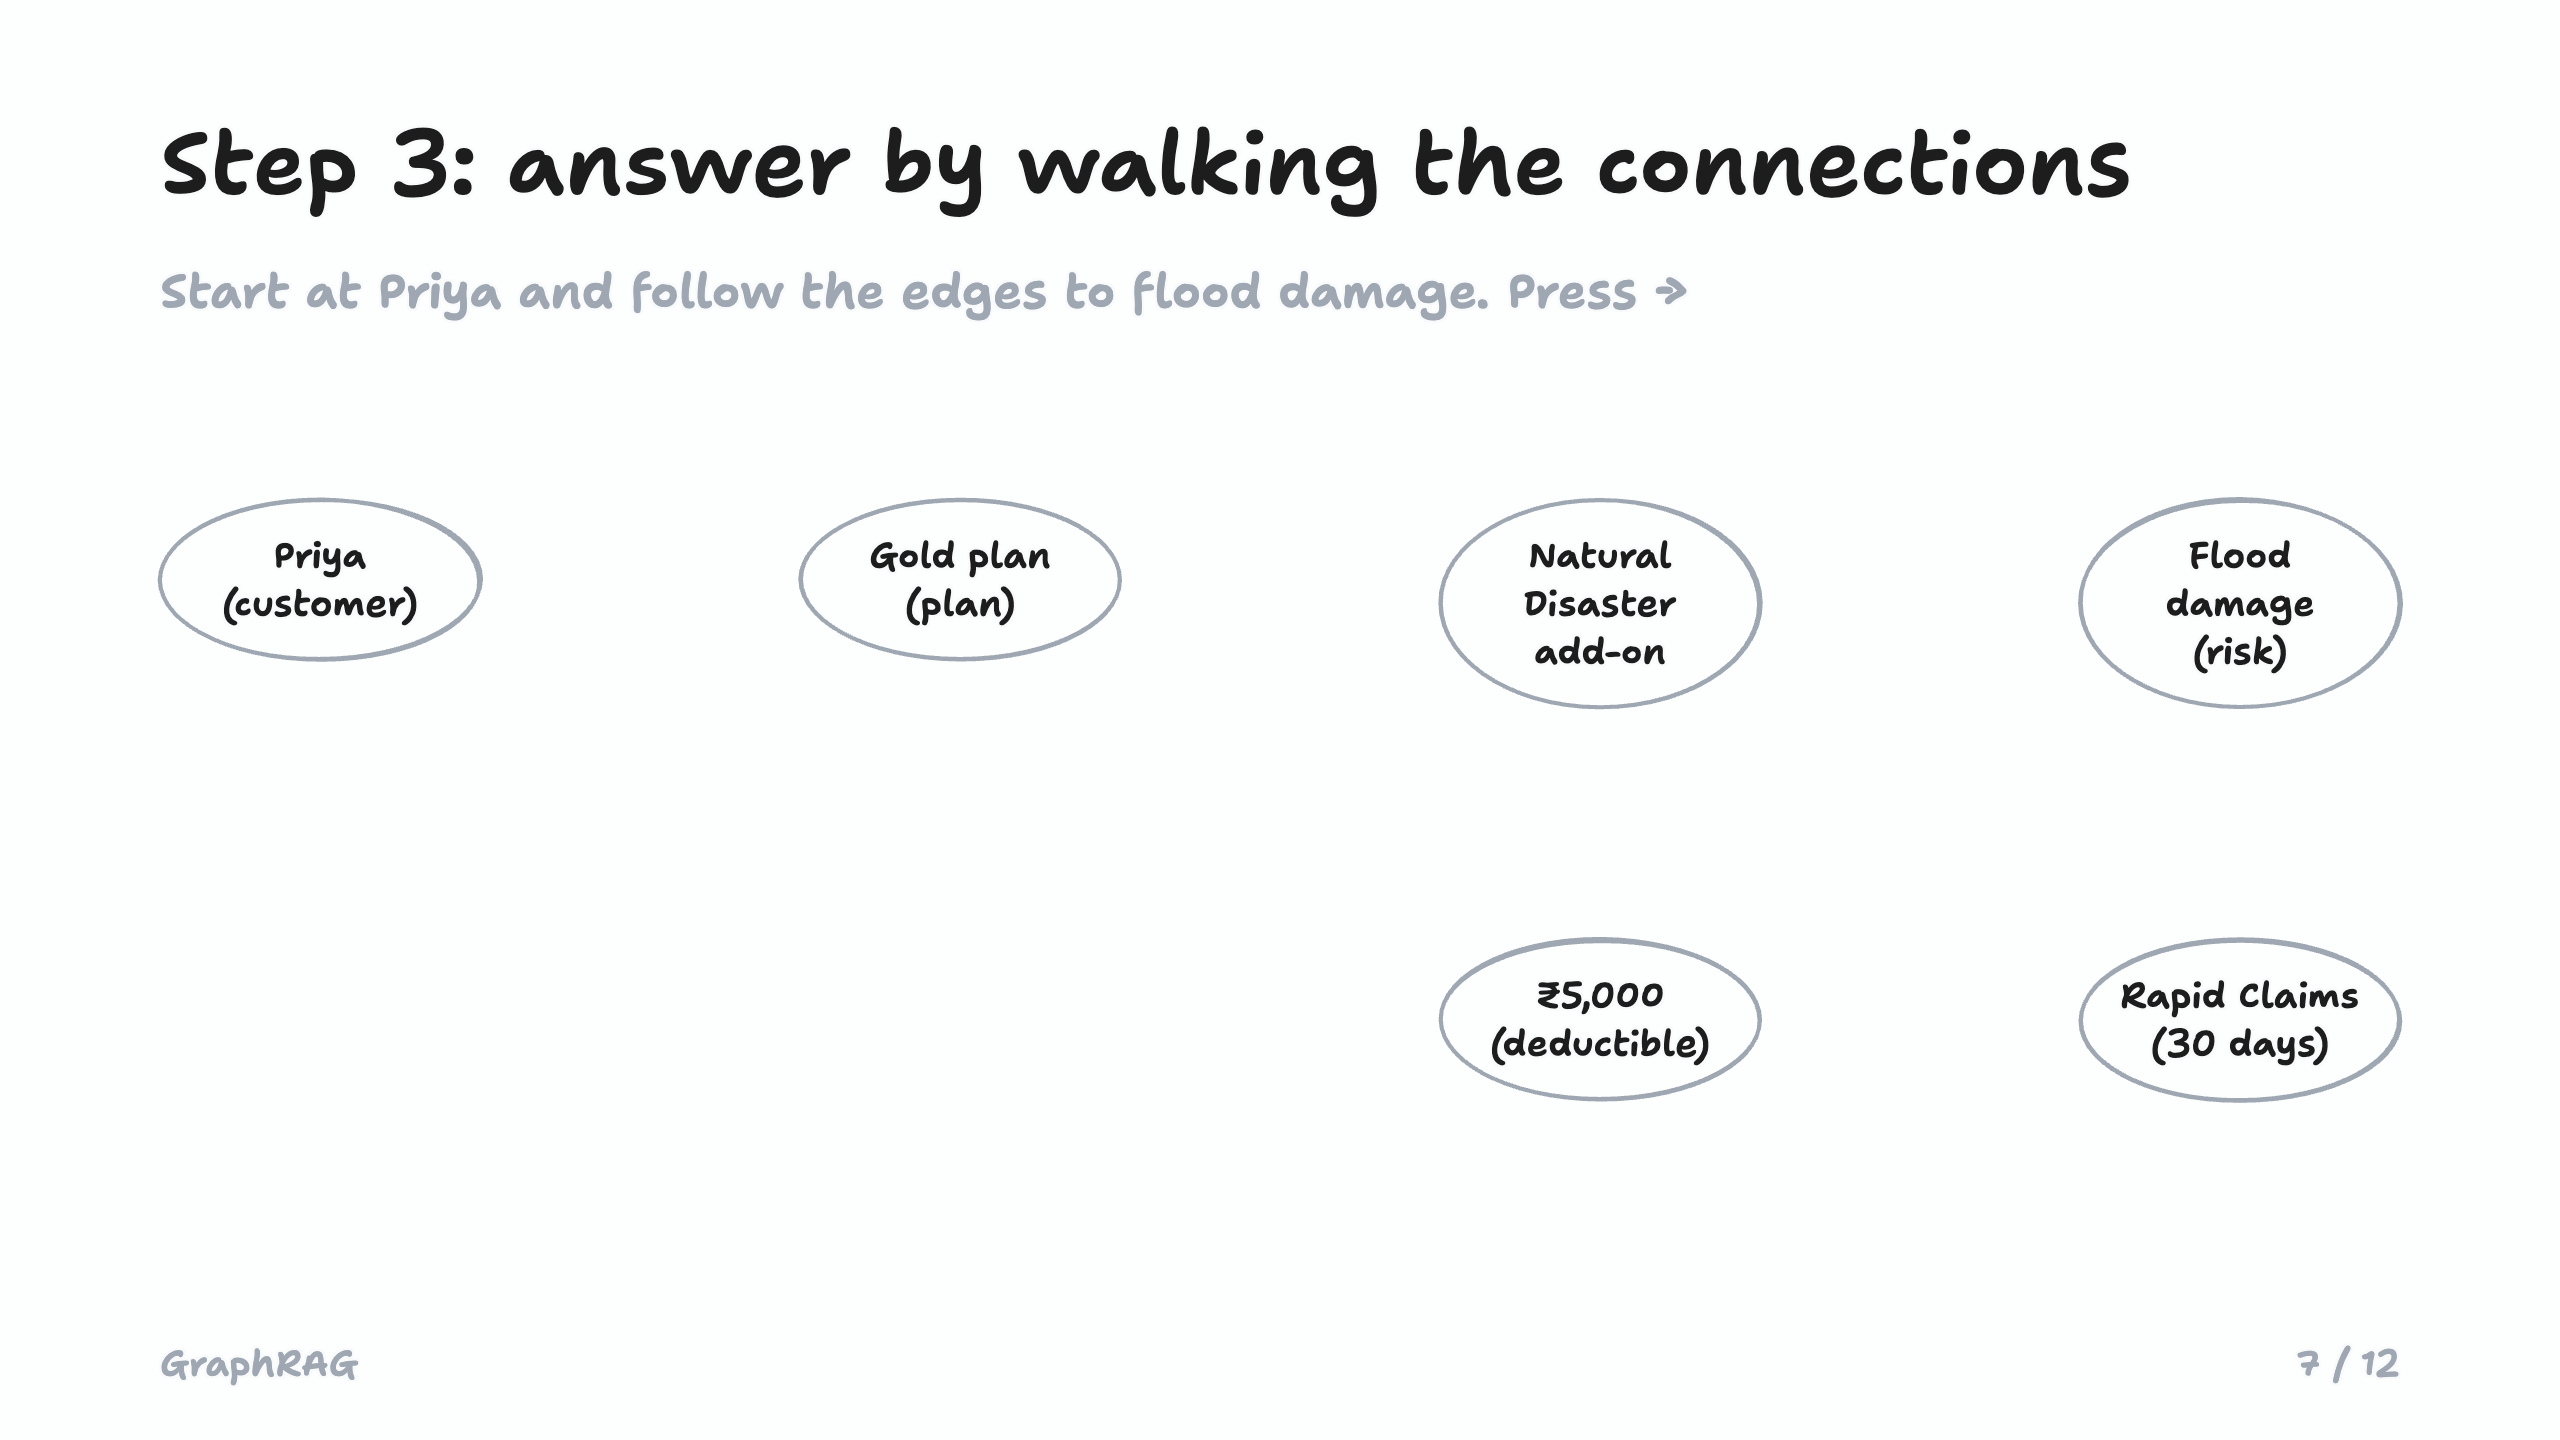 Step 3: answer by walking the connections
Start at Priya and follow the edges to flood damage. Press →
Priya
(customer)
Gold plan
(plan)
Natural
Disaster
add-on
Flood
damage
(risk)
₹5,000
(deductible)
Rapid Claims
(30 days)
GraphRAG
7 / 12